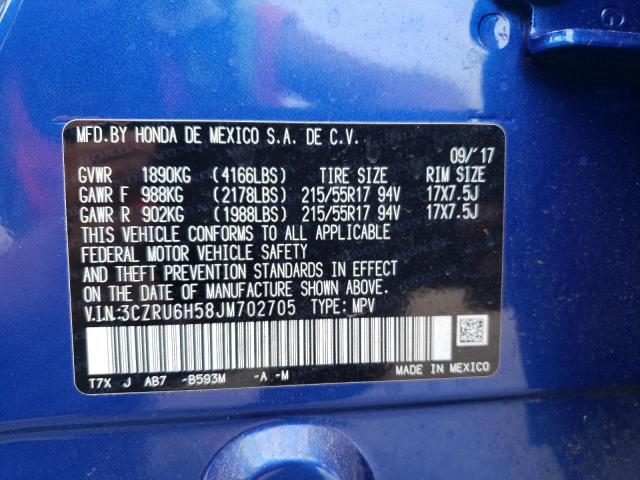 MFD.BY HONDA DE MEXICO S.A. DE C.V.
09/'17
GVWR 1890KG (4166LBS) TIRE SIZE RIM SIZE
GAWR F 988KG (2178LBS) 215/55R17 94V 17X7.5J
GAWR R 902KG (1988LBS) 215/55R17 94V 17X7.5J
THIS VEHICLE CONFORMS TO ALL APPLICABLE
FEDERAL MOTOR VEHICLE SAFETY
AND THEFT PREVENTION STANDARDS IN EFFECT
ON THE DATE OF MANUFACTURE SHOWN ABOVE.
V.I.N:3CZRU6H58JM702705 TYPE: MPV
T7X J AB7 -B593M -A -M
MADE IN MEXICO